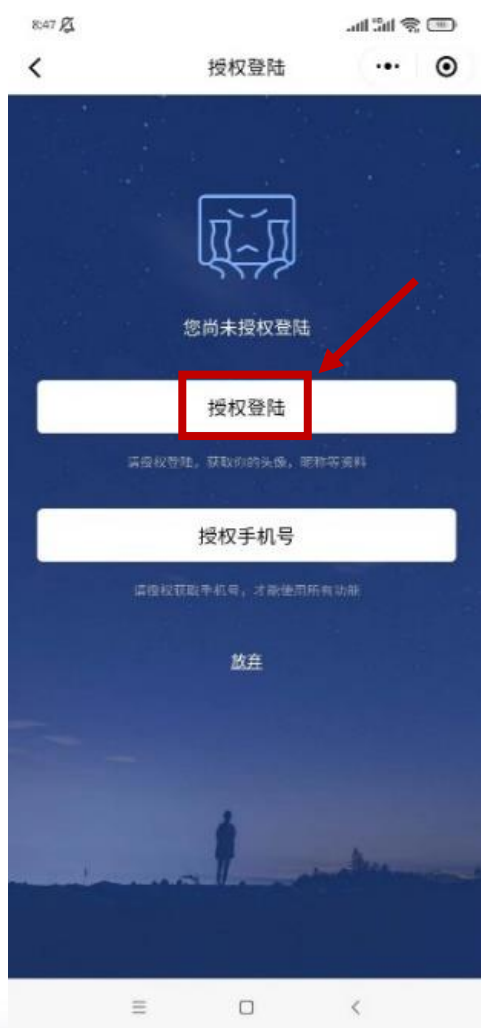 8:47
授权登陆
您尚未授权登陆
授权登陆
请授权登陆，获取你的头像，昵称等资料
授权手机号
请授权获取手机号，才能使用所有功能
放弃